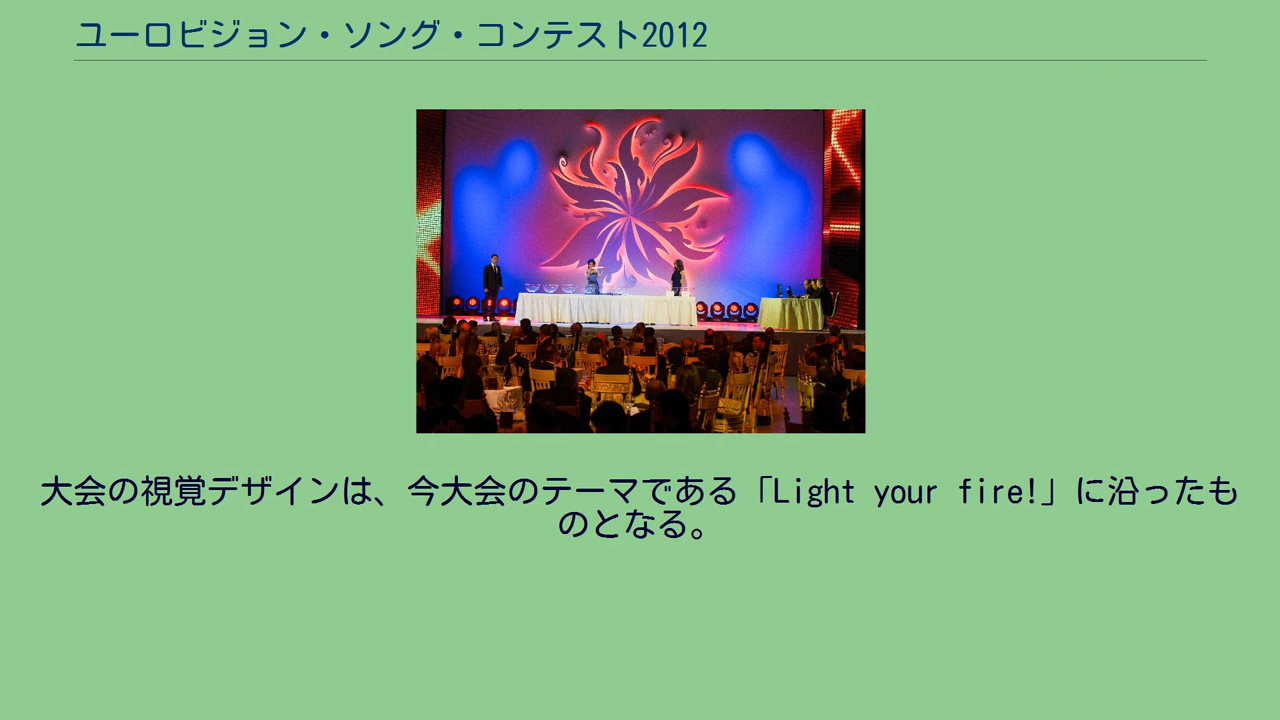 ユーロビジョン・ソング・コンテスト2012
大会の視覚デザインは、今大会のテーマである「Light your fire!」に沿ったも
のとなる。